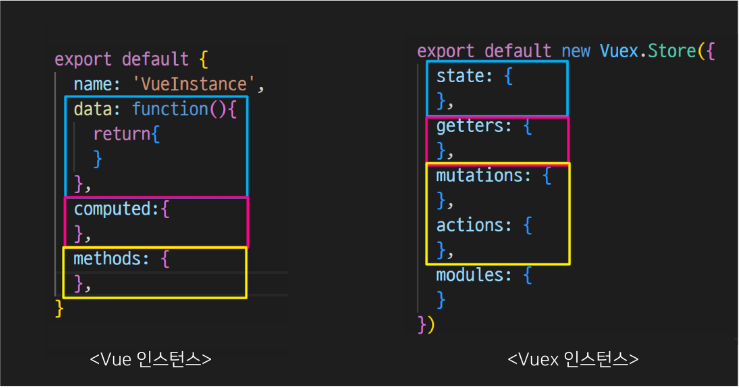 export default {
name: 'VueInstance',
data: function(){
return{
}
},
computed:{
},
methods: {
},
}
<Vue 인스턴스>
export default new Vuex.Store({
state: {
},
getters: {
},
mutations: {
},
actions: {
},
modules: {
}
})
<Vuex 인스턴스>